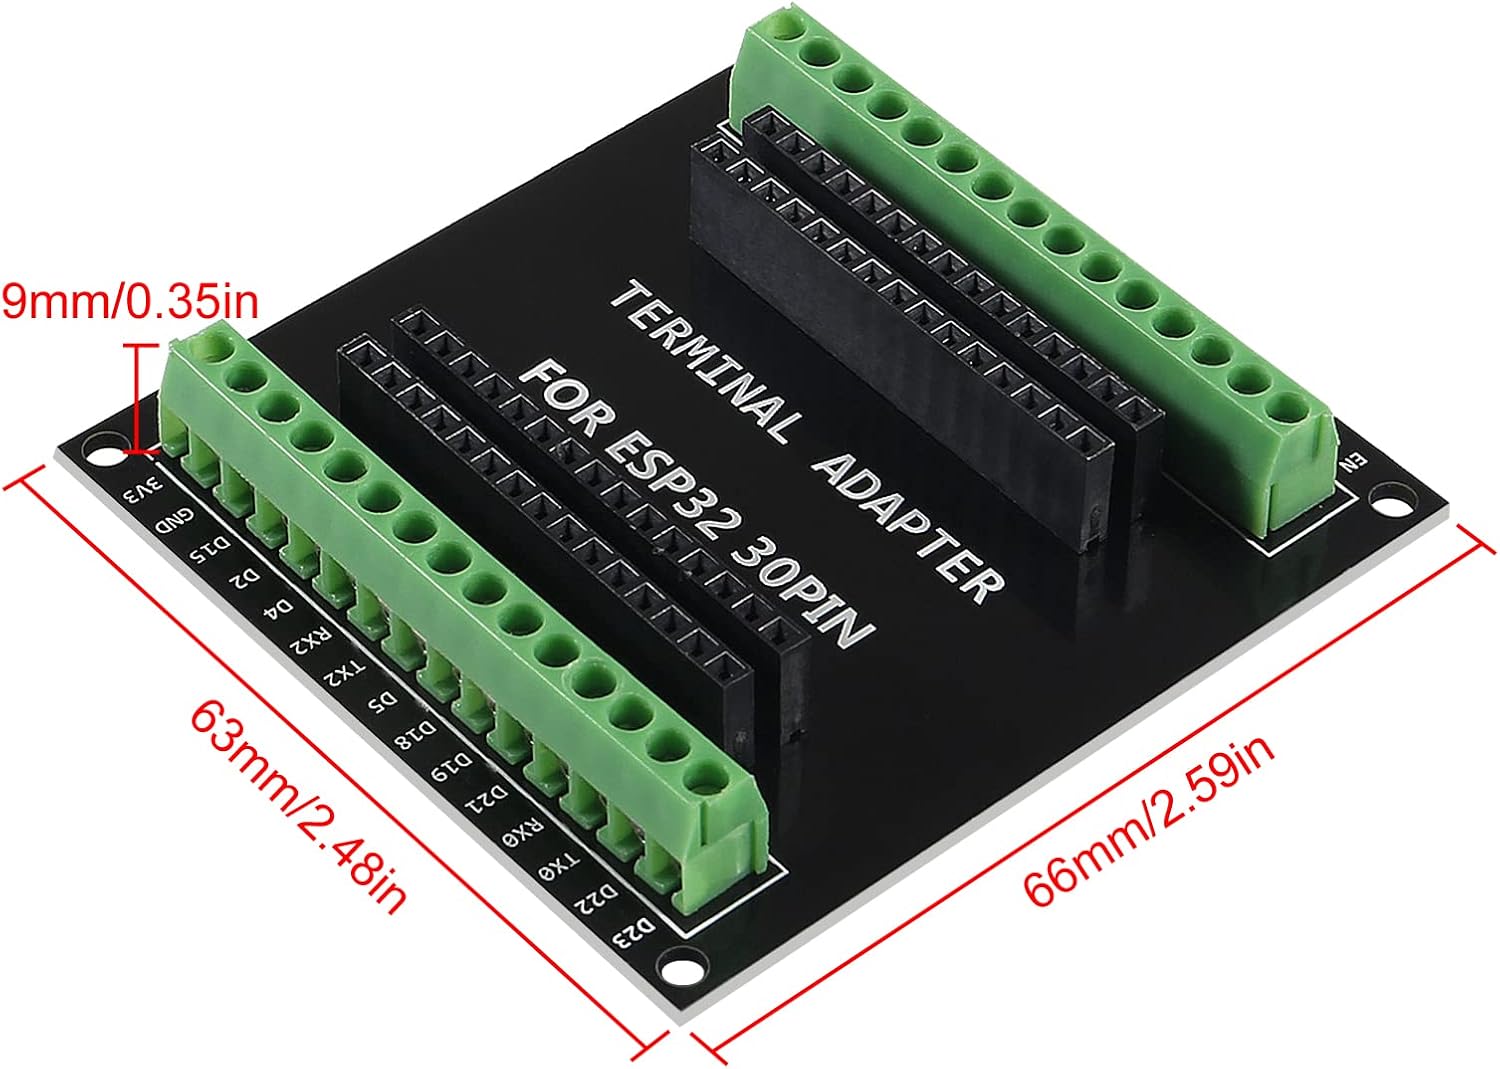 9mm/0.35in
TERMINAL ADAPTER
FOR ESP32 30PIN
EN
3V3
GND
D15
D2
D4
RX2
TX2
D5
D18
D19
D21
RX0
TX0
D22
D23
63mm/2.48in
66mm/2.59in